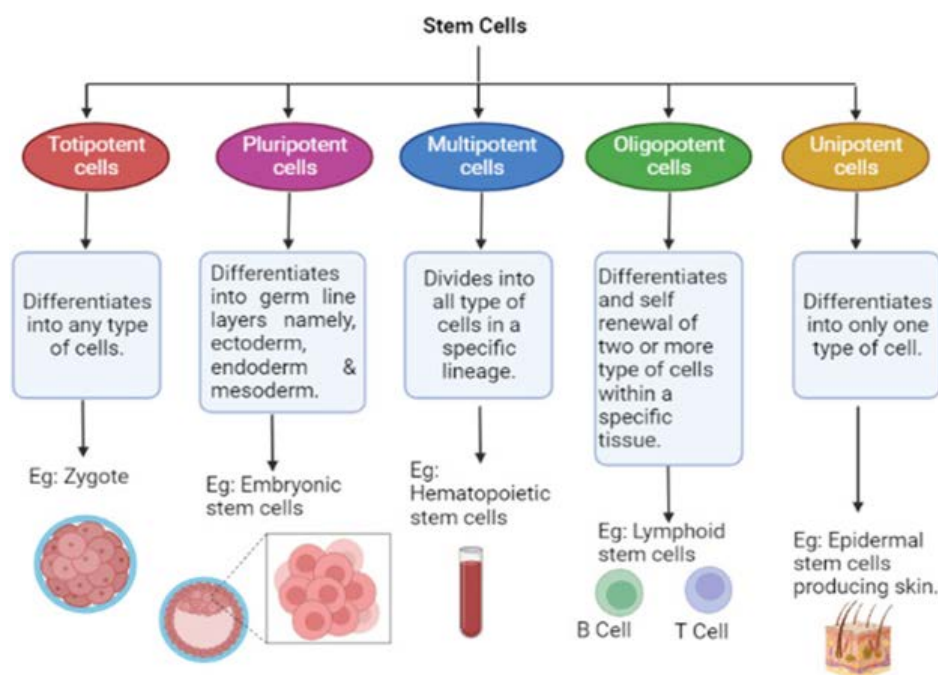 Stem Cells
Totipotent
cells
Pluripotent
cells
Multipotent
cells
Oligopotent
cells
Unipotent
cells
Differentiates
into any type
of cells.
Differentiates
into germ line
layers namely,
ectoderm,
endoderm &
mesoderm.
Divides into
all type of
cells in a
specific
lineage.
Differentiates
and self
renewal of
two or more
type of cells
within a
specific
tissue.
Differentiates
into only one
type of cell.
Eg: Zygote
Eg: Embryonic
stem cells
Eg:
Hematopoietic
stem cells
Eg: Lymphoid
stem cells
B Cell
T Cell
Eg: Epidermal
stem cells
producing skin.